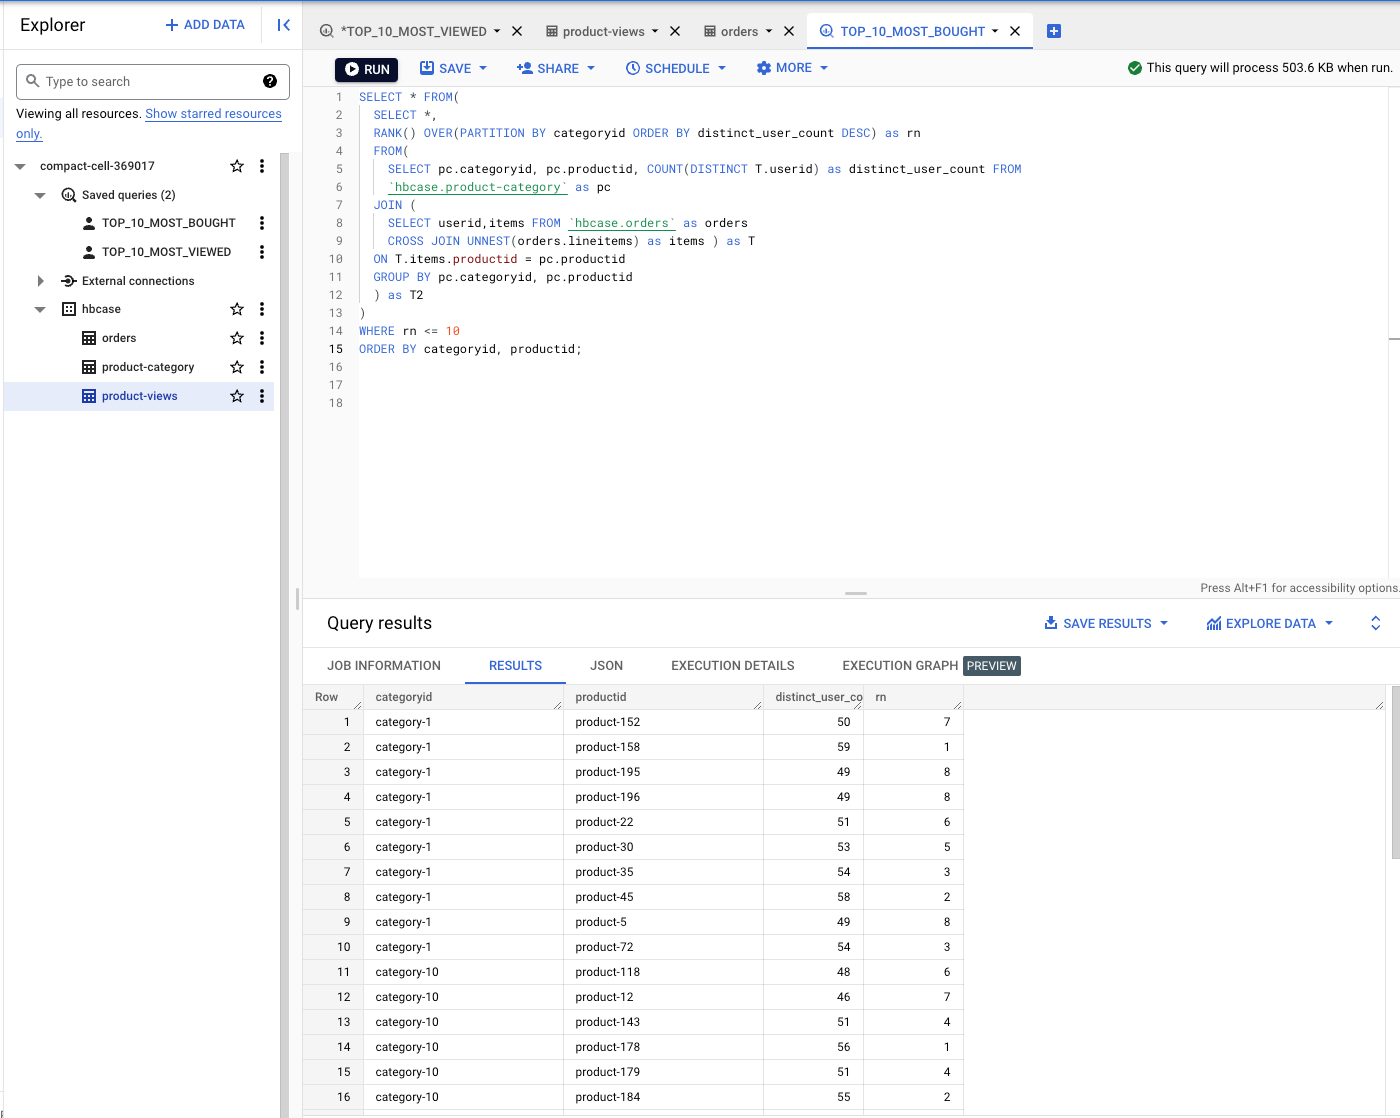 Explorer
+ ADD DATA
Type to search
Viewing all resources. Show starred resources
only.
compact-cell-369017
Saved queries (2)
TOP_10_MOST_BOUGHT
TOP_10_MOST_VIEWED
External connections
hbcase
orders
product-category
product-views
*TOP_10_MOST_VIEWED
product-views
orders
TOP_10_MOST_BOUGHT
RUN
SAVE
SHARE
SCHEDULE
MORE
This query will process 503.6 KB when run.
1 SELECT * FROM(
2 SELECT *,
3 RANK() OVER(PARTITION BY categoryid ORDER BY distinct_user_count DESC) as rn
4 FROM(
5 SELECT pc.categoryid, pc.productid, COUNT(DISTINCT T.userid) as distinct_user_count FROM
6 `hbcase.product-category` as pc
7 JOIN (
8 SELECT userid,items FROM `hbcase.orders` as orders
9 CROSS JOIN UNNEST(orders.lineitems) as items ) as T
10 ON T.items.productid = pc.productid
11 GROUP BY pc.categoryid, pc.productid
12 ) as T2
13 )
14 WHERE rn <= 10
15 ORDER BY categoryid, productid;
16
17
18
Press Alt+F1 for accessibility options.
Query results
SAVE RESULTS
EXPLORE DATA
JOB INFORMATION RESULTS JSON EXECUTION DETAILS EXECUTION GRAPH PREVIEW
Row categoryid productid distinct_user_co rn
1 category-1 product-152 50 7
2 category-1 product-158 59 1
3 category-1 product-195 49 8
4 category-1 product-196 49 8
5 category-1 product-22 51 6
6 category-1 product-30 53 5
7 category-1 product-35 54 3
8 category-1 product-45 58 2
9 category-1 product-5 49 8
10 category-1 product-72 54 3
11 category-10 product-118 48 6
12 category-10 product-12 46 7
13 category-10 product-143 51 4
14 category-10 product-178 56 1
15 category-10 product-179 51 4
16 category-10 product-184 55 2